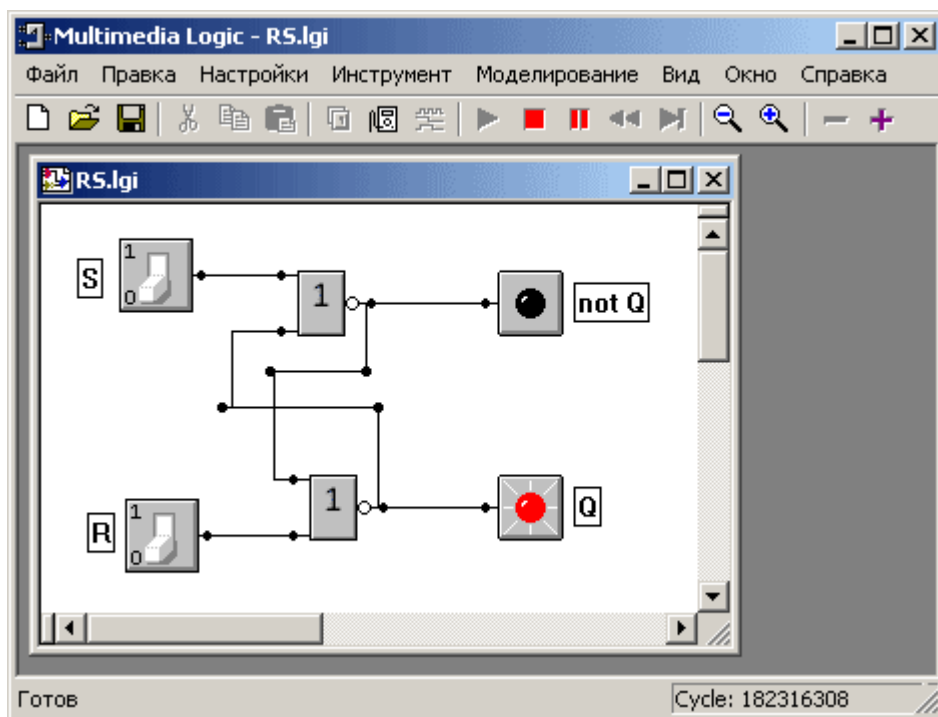 Multimedia Logic - RS.lgi
Файл Правка Настройки Инструмент Моделирование Вид Окно Справка
RS.lgi
S
1
0
1
not Q
R
1
0
1
Q
Готов
Cycle: 182316308